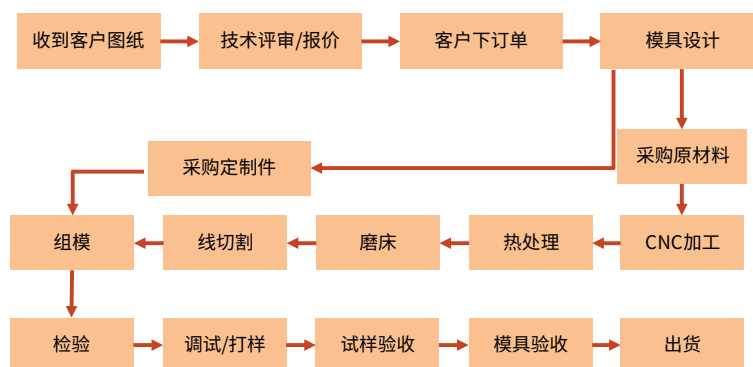 收到客户图纸
技术评审/报价
客户下订单
模具设计
采购定制件
采购原材料
组模
线切割
磨床
热处理
CNC加工
检验
调试/打样
试样验收
模具验收
出货